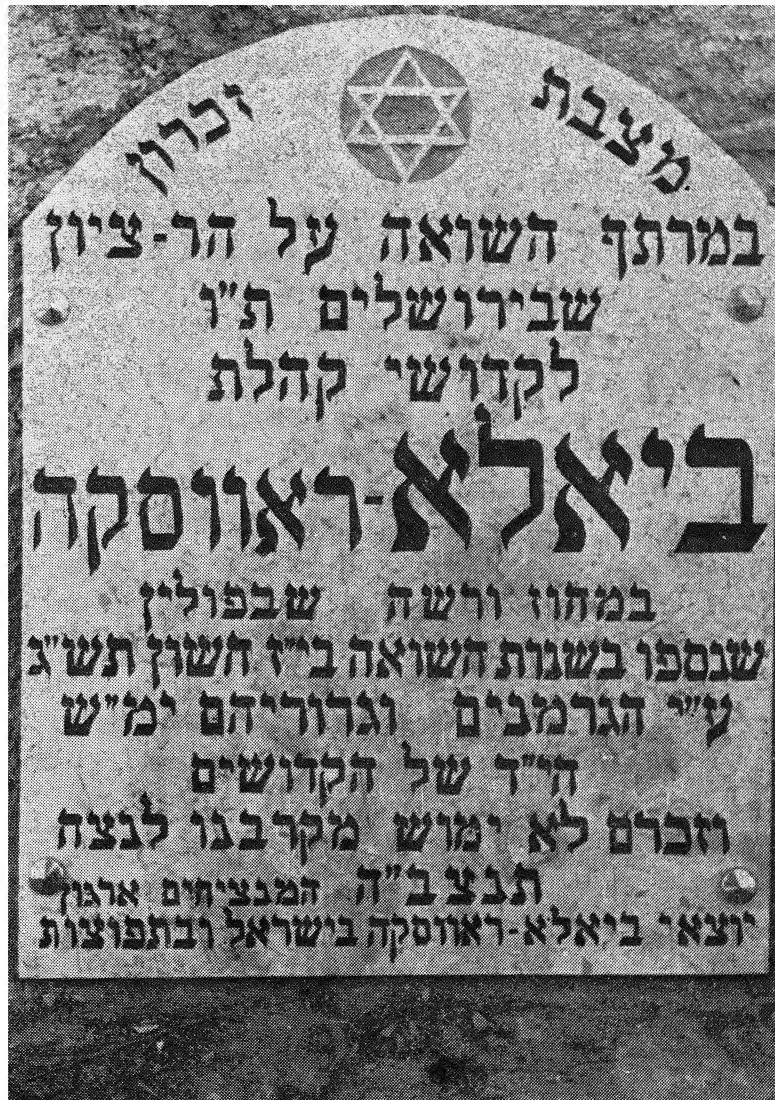 מצבת זכרון
במרתף השואה על הר-ציון
שבירושלים ת"ו
לקדושי קהלת
ביאלא-ראווסקה
במחוז ורשה שבפולין
שנספו בשנות השואה בי"ז חשון תש"ג
ע"י הגרמנים וגרוריהם ימ"ש
הי"ד של הקדושים
וזכרם לא ימוש מקרבנו לנצח
תנצב"ה המנציחים ארגון
יוצאי ביאלא-ראווסקה בישראל ובתפוצות